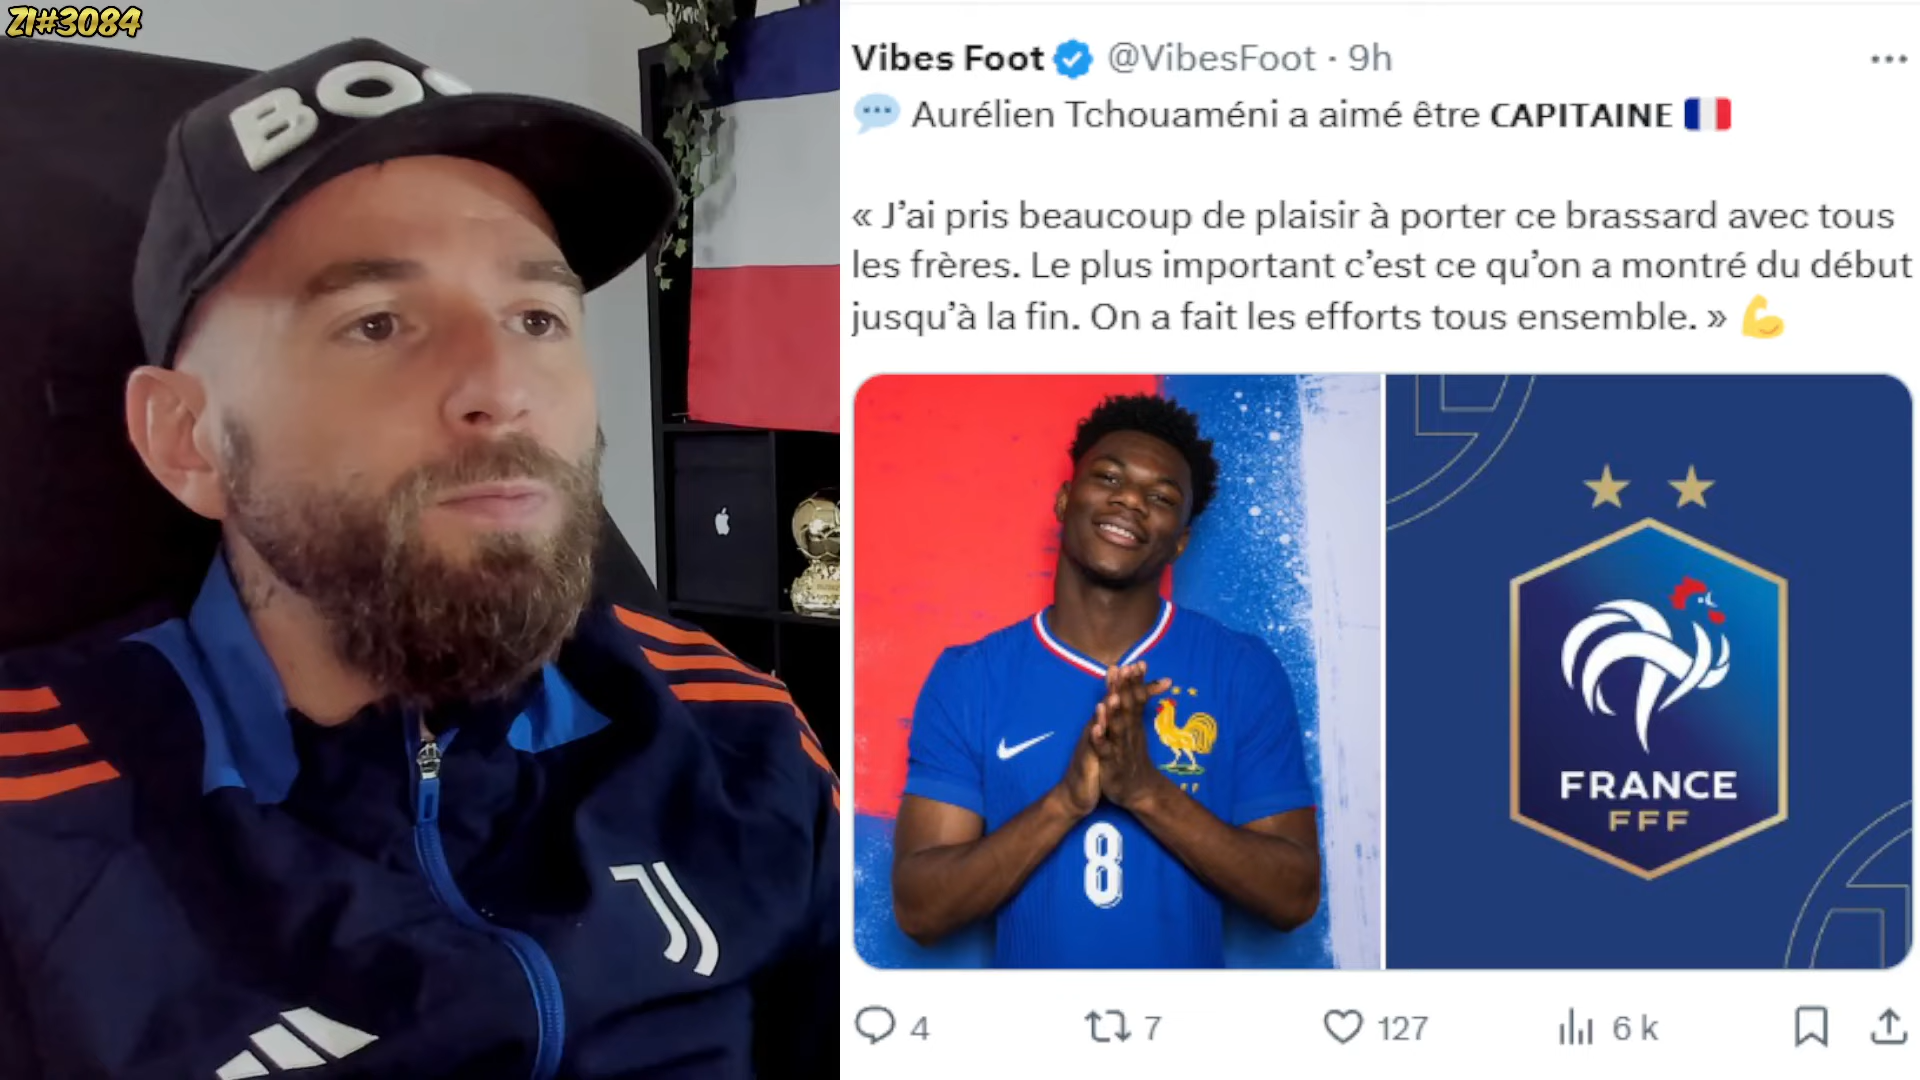 ZI#3084
BO
Vibes Foot @VibesFoot · 9h
Aurélien Tchouaméni a aimé être CAPITAINE
« J’ai pris beaucoup de plaisir à porter ce brassard avec tous
les frères. Le plus important c’est ce qu’on a montré du début
jusqu’à la fin. On a fait les efforts tous ensemble. »
8
FRANCE
FFF
4 7 127 6 k